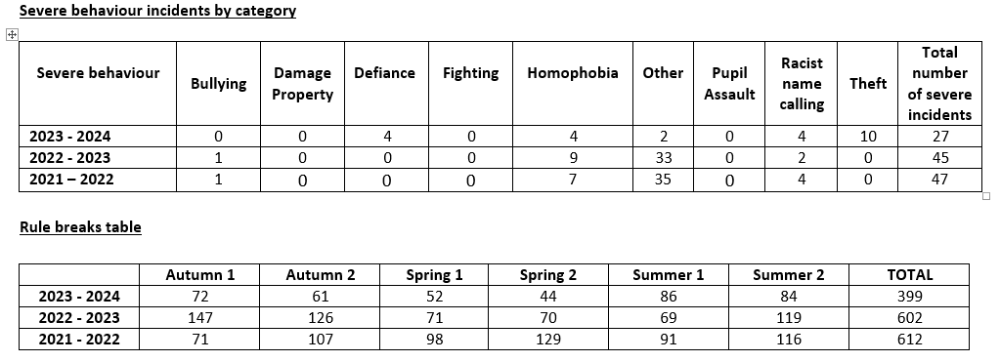 Severe behaviour incidents by category
Severe behaviour Bullying Damage Property Defiance Fighting Homophobia Other Pupil Assault Racist name calling Theft Total number of severe incidents
2023 - 2024 0 0 4 0 4 2 0 4 10 27
2022 - 2023 1 0 0 0 9 33 0 2 0 45
2021 – 2022 1 0 0 0 7 35 0 4 0 47
Rule breaks table
Autumn 1 Autumn 2 Spring 1 Spring 2 Summer 1 Summer 2 TOTAL
2023 - 2024 72 61 52 44 86 84 399
2022 - 2023 147 126 71 70 69 119 602
2021 - 2022 71 107 98 129 91 116 612